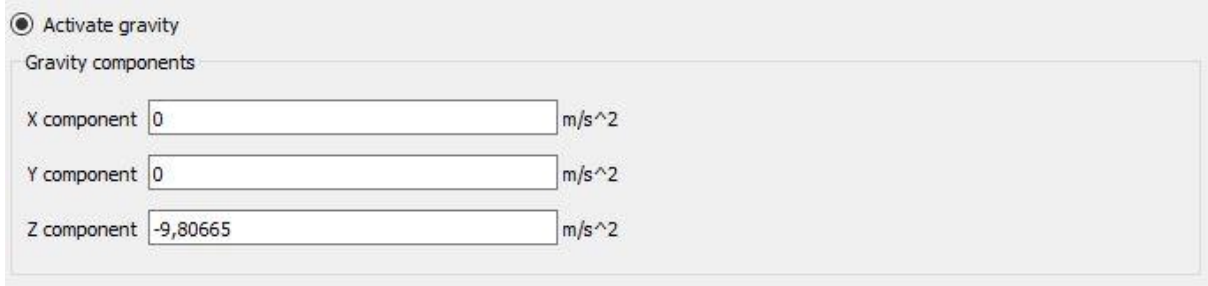 Activate gravity
Gravity components
X component 0 m/s^2
Y component 0 m/s^2
Z component -9,80665 m/s^2